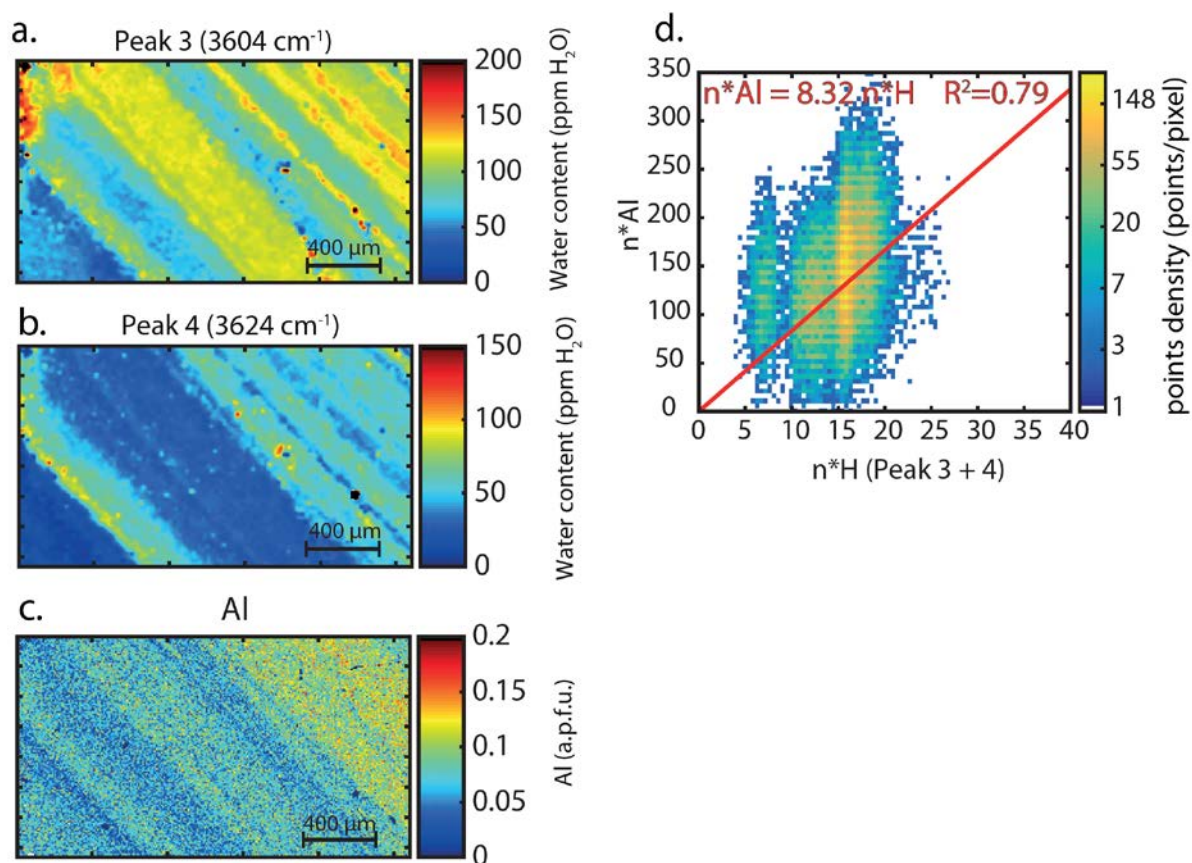 a.
Peak 3 (3604 cm⁻¹)
200
150
100
50
0
Water content (ppm H₂O)
400 µm
b.
Peak 4 (3624 cm⁻¹)
150
100
50
0
Water content (ppm H₂O)
400 µm
c.
Al
0.2
0.15
0.1
0.05
0
Al (a.p.f.u.)
400 µm
d.
n*Al = 8.32 n*H R²=0.79
350
300
250
200
150
100
50
0
n*Al
0 5 10 15 20 25 30 35 40
n*H (Peak 3 + 4)
148
55
20
7
3
1
points density (points/pixel)